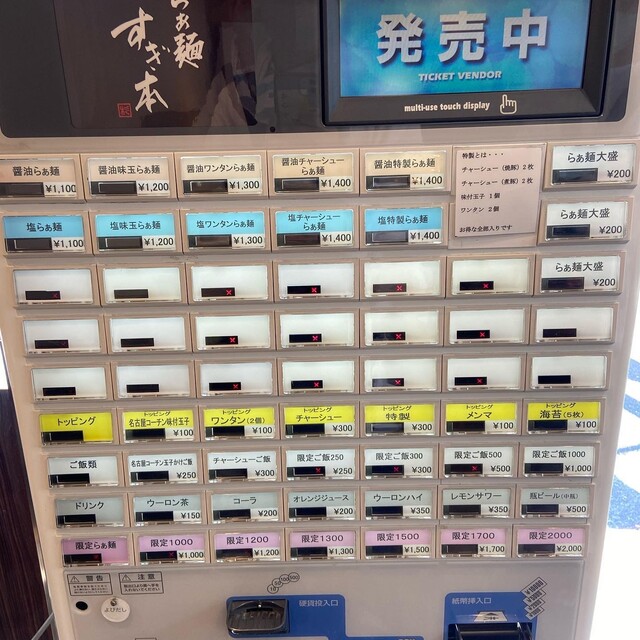 らぁ麺
すぎ本
発売中
TICKET VENDOR
multi-use touch display
醤油らぁ麺
¥1,100
醤油味玉らぁ麺
¥1,200
醤油ワンタンらぁ麺
¥1,300
醤油チャーシュー
らぁ麺
¥1,400
醤油特製らぁ麺
¥1,400
特製とは・・・
チャーシュー(焼豚)2枚
チャーシュー(煮豚)2枚
味付玉子 1個
ワンタン 2個
お得な全部入りです
らぁ麺大盛
¥200
塩らぁ麺
¥1,100
塩味玉らぁ麺
¥1,200
塩ワンタンらぁ麺
¥1,300
塩チャーシュー
らぁ麺
¥1,400
塩特製らぁ麺
¥1,400
らぁ麺大盛
¥200
らぁ麺大盛
¥200
トッピング
トッピング
名古屋コーチン味付玉子
¥100
トッピング
ワンタン(2個)
¥100
トッピング
チャーシュー
¥300
トッピング
特製
¥300
トッピング
メンマ
¥100
トッピング
海苔(5枚)
¥100
ご飯類
名古屋コーチン玉子かけご飯
¥250
チャーシューご飯
¥300
限定ご飯250
¥250
限定ご飯300
¥300
限定ご飯500
¥500
限定ご飯1000
¥1,000
ドリンク
ウーロン茶
¥150
コーラ
¥200
オレンジジュース
¥200
ウーロンハイ
¥350
レモンサワー
¥350
瓶ビール(中瓶)
¥500
限定らぁ麺
限定1000
¥1,000
限定1200
¥1,200
限定1300
¥1,300
限定1500
¥1,500
限定1700
¥1,700
限定2000
¥2,000
警告
注意
よびだし
硬貨投入口
紙幣挿入口